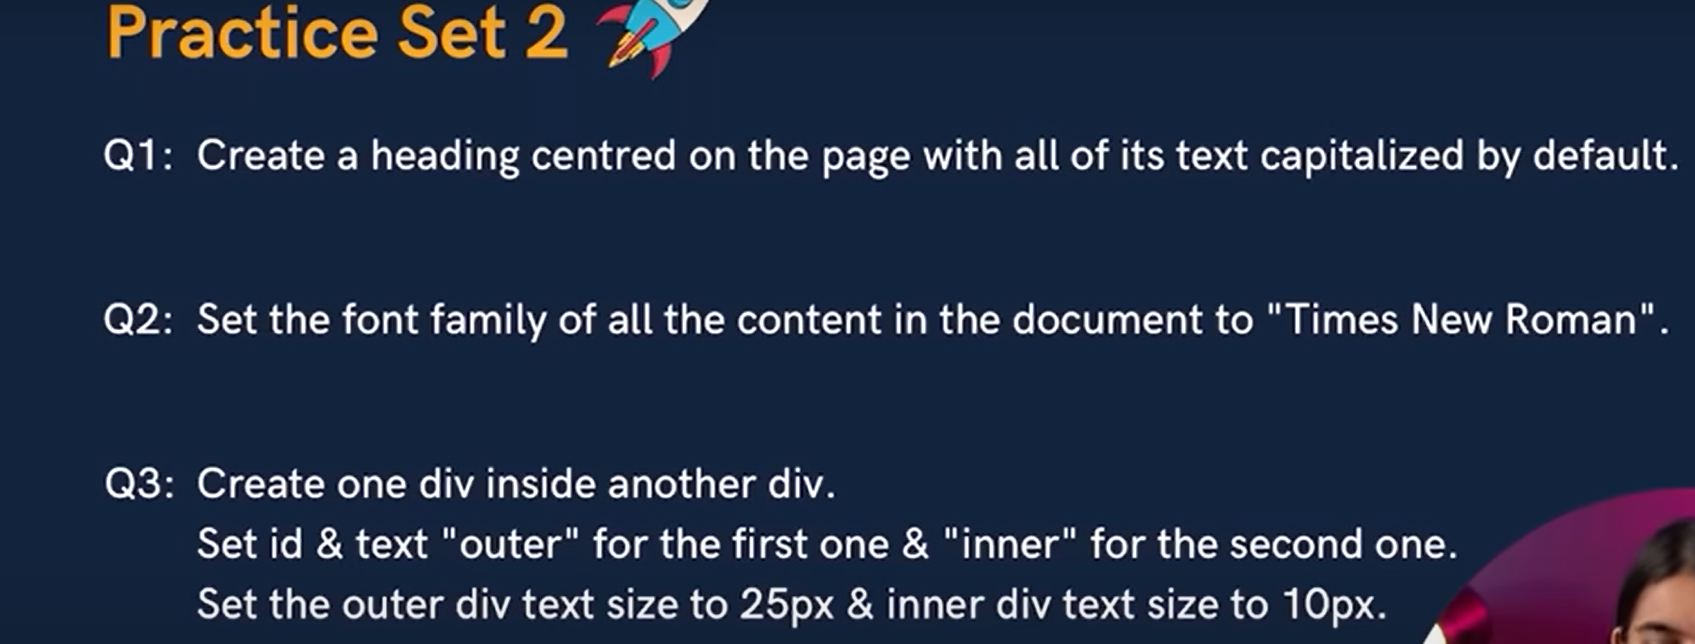 Practice Set 2
Q1: Create a heading centred on the page with all of its text capitalized by default.
Q2: Set the font family of all the content in the document to "Times New Roman".
Q3: Create one div inside another div.
Set id & text "outer" for the first one & "inner" for the second one.
Set the outer div text size to 25px & inner div text size to 10px.